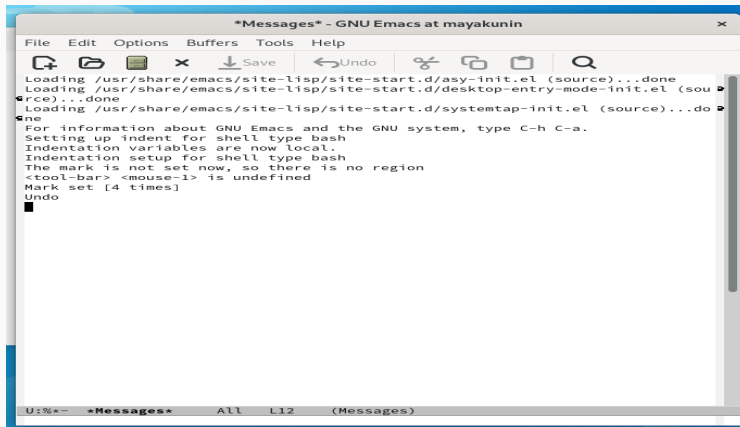 *Messages* - GNU Emacs at mayakunin
File Edit Options Buffers Tools Help
Save Undo
Loading /usr/share/emacs/site-lisp/site-start.d/asy-init.el (source)...done
Loading /usr/share/emacs/site-lisp/site-start.d/desktop-entry-mode-init.el (sou
rce)...done
Loading /usr/share/emacs/site-lisp/site-start.d/systemtap-init.el (source)...do
ne
For information about GNU Emacs and the GNU system, type C-h C-a.
Setting up indent for shell type bash
Indentation variables are now local.
Indentation setup for shell type bash
The mark is not set now, so there is no region
<tool-bar> <mouse-1> is undefined
Mark set [4 times]
Undo
U:%*- *Messages* All L12 (Messages)